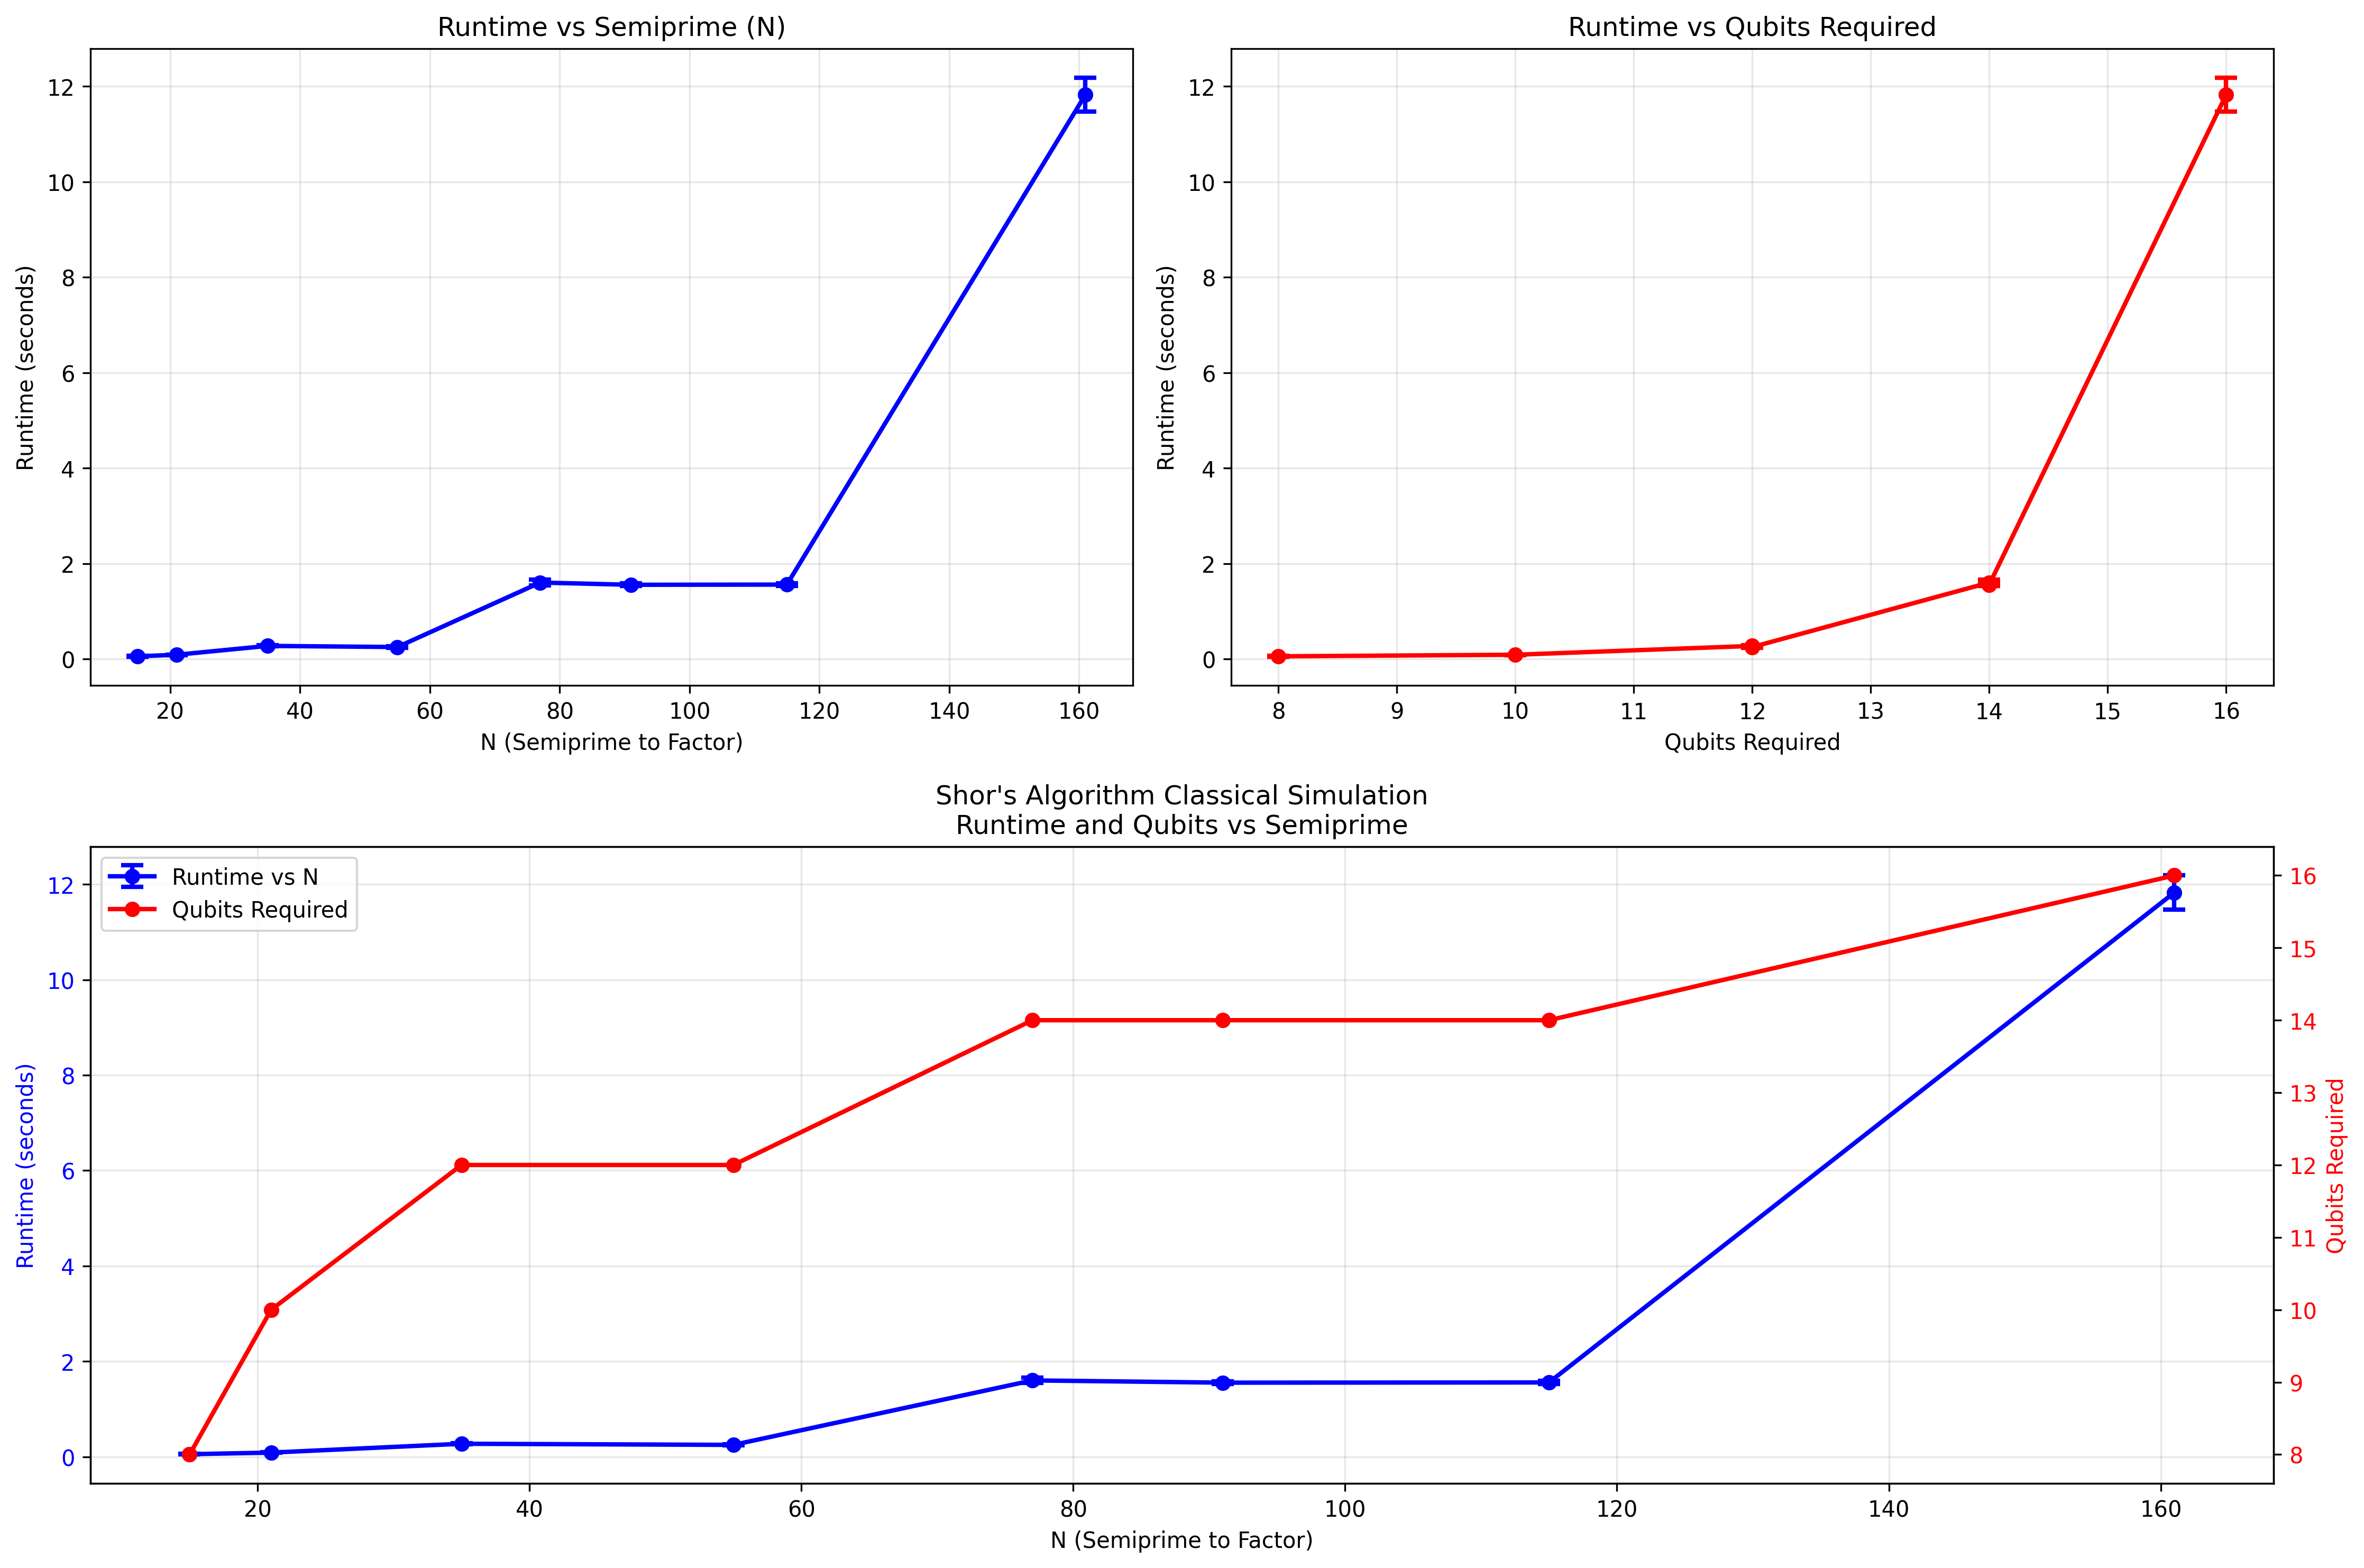 Runtime vs Semiprime (N)
12
10
8
6
4
2
0
Runtime (seconds)
20 40 60 80 100 120 140 160
N (Semiprime to Factor)
Runtime vs Qubits Required
12
10
8
6
4
2
0
Runtime (seconds)
8 9 10 11 12 13 14 15 16
Qubits Required
Shor's Algorithm Classical Simulation
Runtime and Qubits vs Semiprime
Runtime vs N
Qubits Required
12
10
8
6
4
2
0
Runtime (seconds)
16
15
14
13
12
11
10
9
8
Qubits Required
20 40 60 80 100 120 140 160
N (Semiprime to Factor)